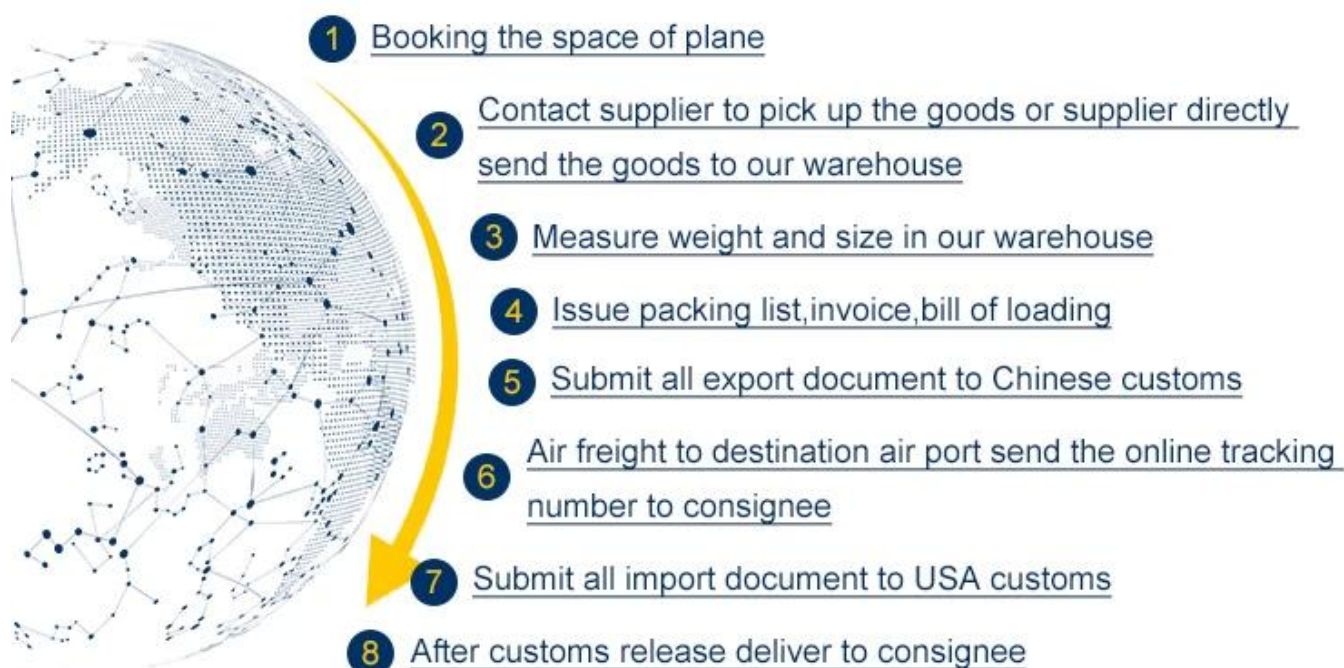 1 Booking the space of plane
2 Contact supplier to pick up the goods or supplier directly
send the goods to our warehouse
3 Measure weight and size in our warehouse
4 Issue packing list,invoice,bill of loading
5 Submit all export document to Chinese customs
6 Air freight to destination air port send the online tracking
number to consignee
7 Submit all import document to USA customs
8 After customs release deliver to consignee